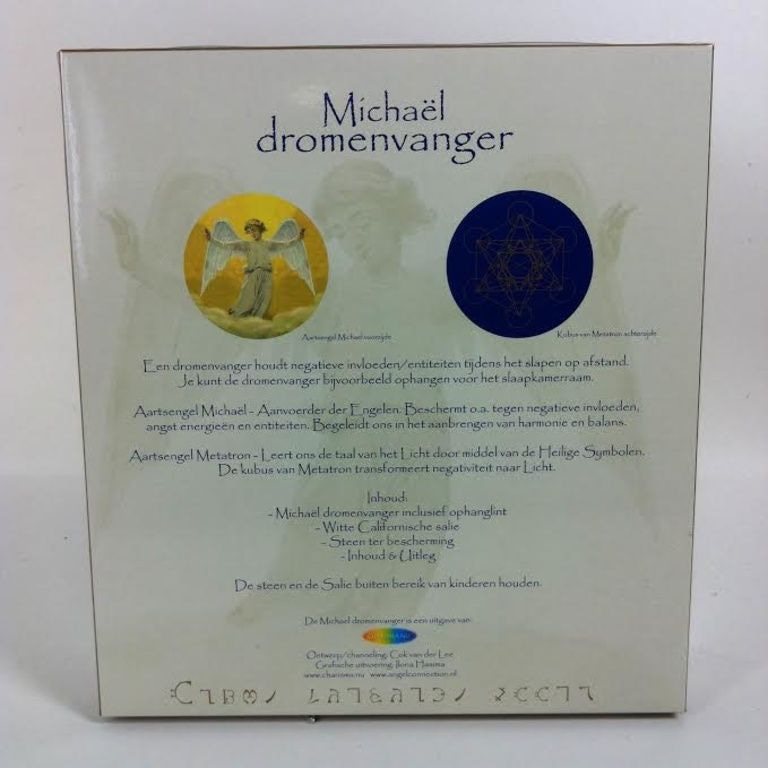 Michaël
dromenvanger
Aartsengel Michael voorzijde
Kubus van Metatron achterzijde
Een dromenvanger houdt negatieve invloeden/entiteiten tijdens het slapen op afstand.
Je kunt de dromenvanger bijvoorbeeld ophangen voor het slaapkamerraam.
Aartsengel Michaël - Aanvoerder der Engelen. Beschermt o.a. tegen negatieve invloeden,
angst energieën en entiteiten. Begeleidt ons in het aanbrengen van harmonie en balans.
Aartsengel Metatron - Leert ons de taal van het Licht door middel van de Heilige Symbolen.
De kubus van Metatron transformeert negativiteit naar Licht.
Inhoud:
- Michaël dromenvanger inclusief ophanglint
- Witte Californische salie
- Steen ter bescherming
- Inhoud & Uitleg
De steen en de Salie buiten bereik van kinderen houden.
De Michael dromenvanger is een uitgave van:
Ontwerp/channeling: Cok van der Lee
Grafische uitvoering: Ilona
www.charisma.nu www.angelconnection.nl